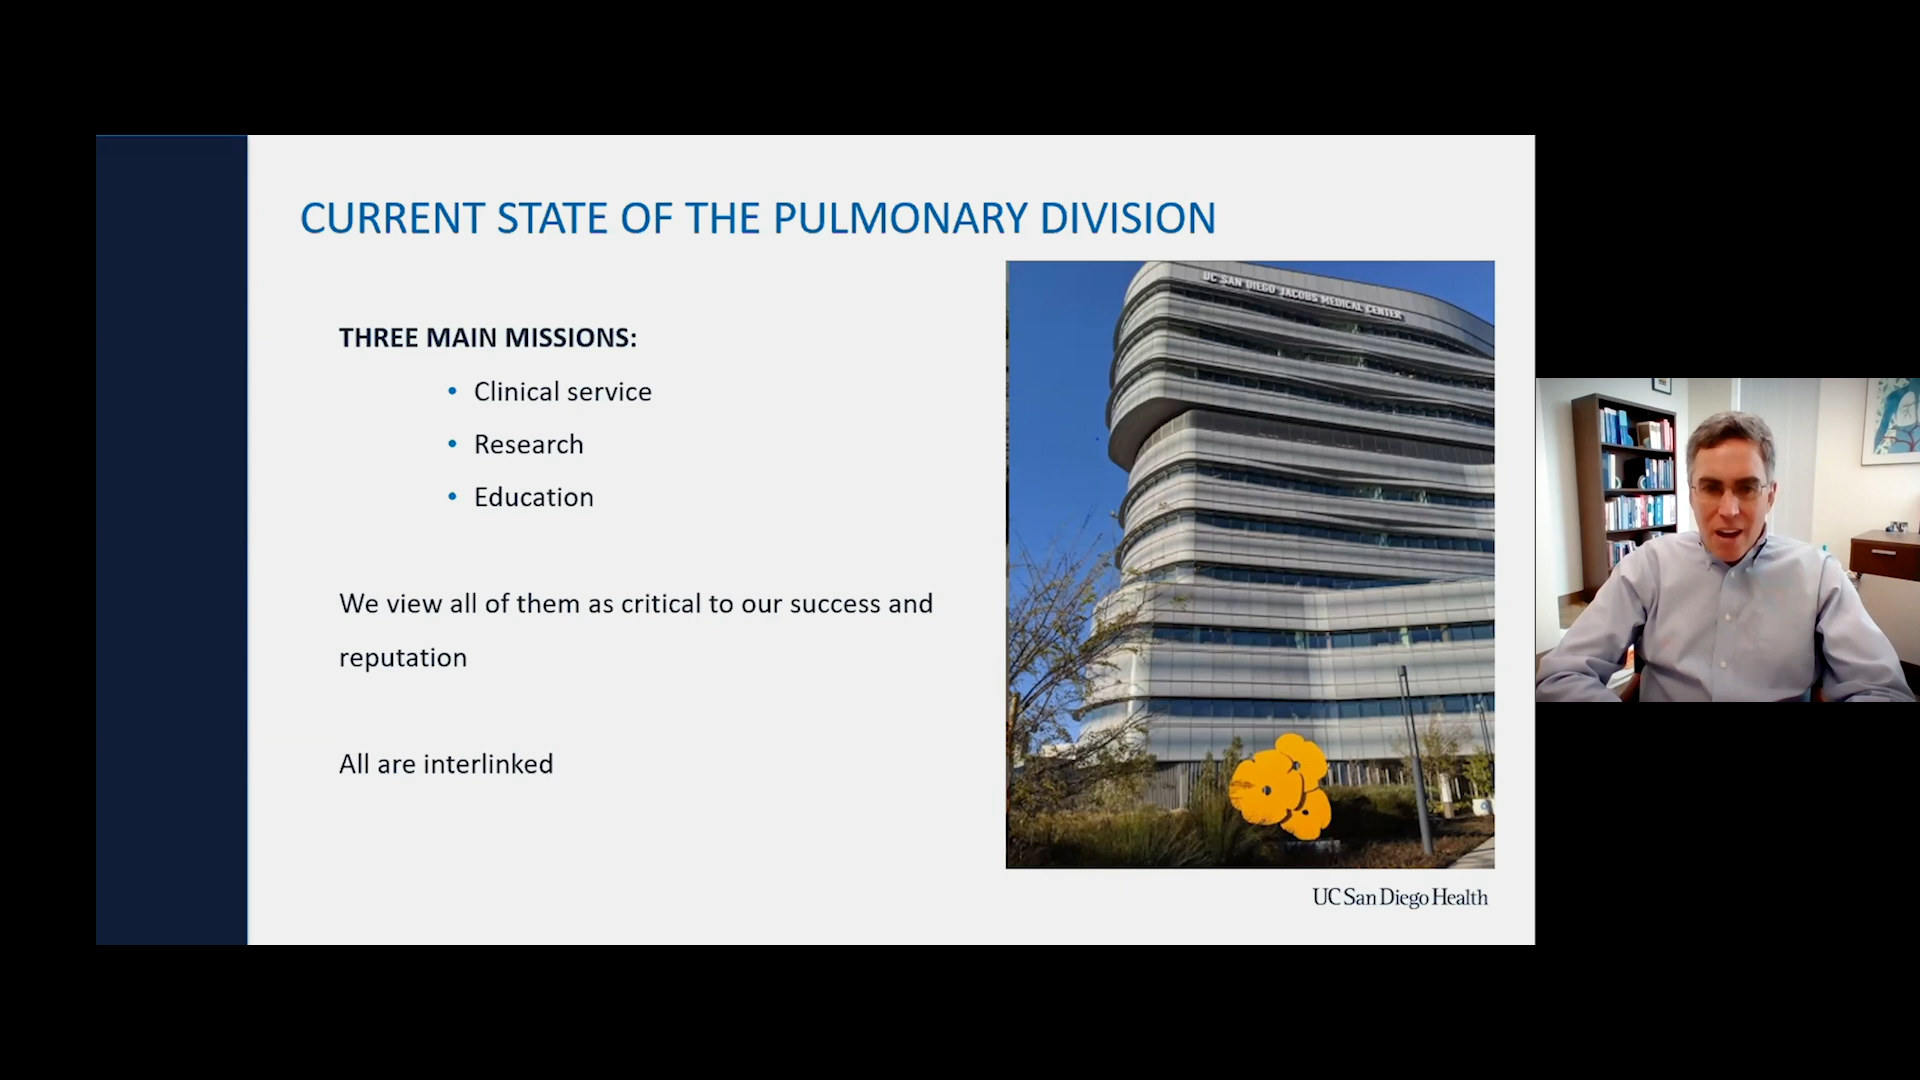 CURRENT STATE OF THE PULMONARY DIVISION
THREE MAIN MISSIONS:
• Clinical service
• Research
• Education
We view all of them as critical to our success and
reputation
All are interlinked
UC SAN DIEGO JACOBS MEDICAL CENTER
UC San Diego Health